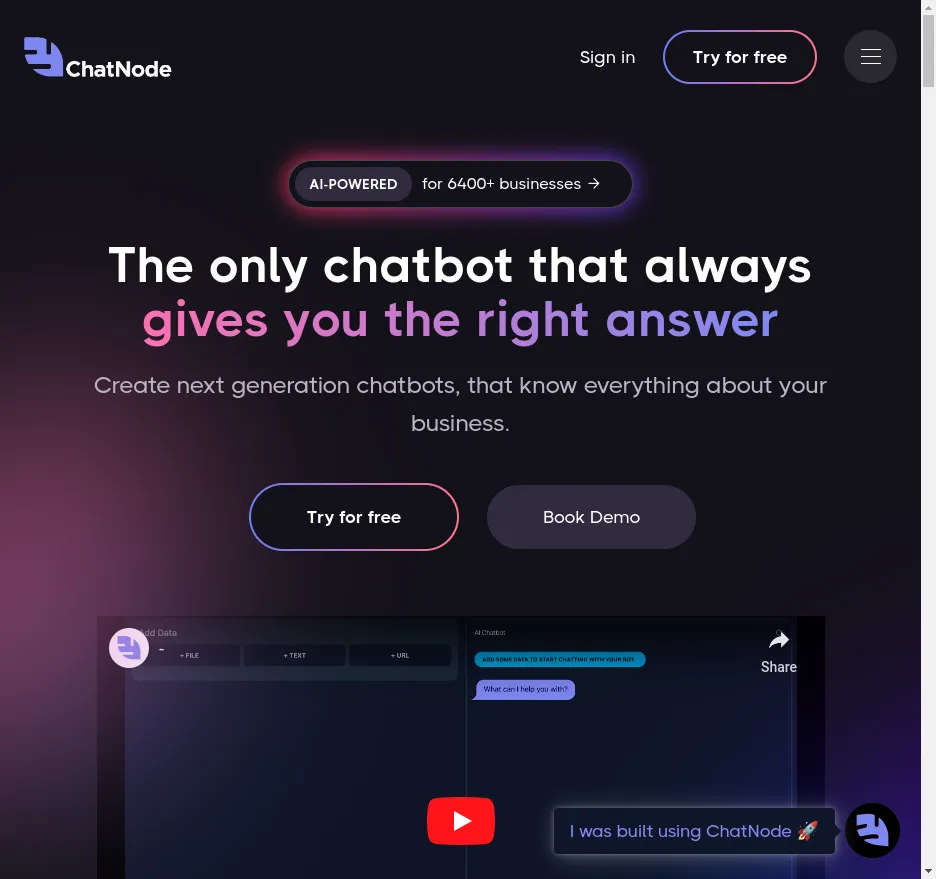 ChatNode
Sign in
Try for free
AI-POWERED for 6400+ businesses →
The only chatbot that always
gives you the right answer
Create next generation chatbots, that know everything about your
business.
Try for free
Book Demo
Add Data
-
+ FILE
+ TEXT
+ URL
AI Chatbot
ADD SOME DATA TO START CHATTING WITH YOUR BOT
What can I help you with?
Share
I was built using ChatNode 🚀